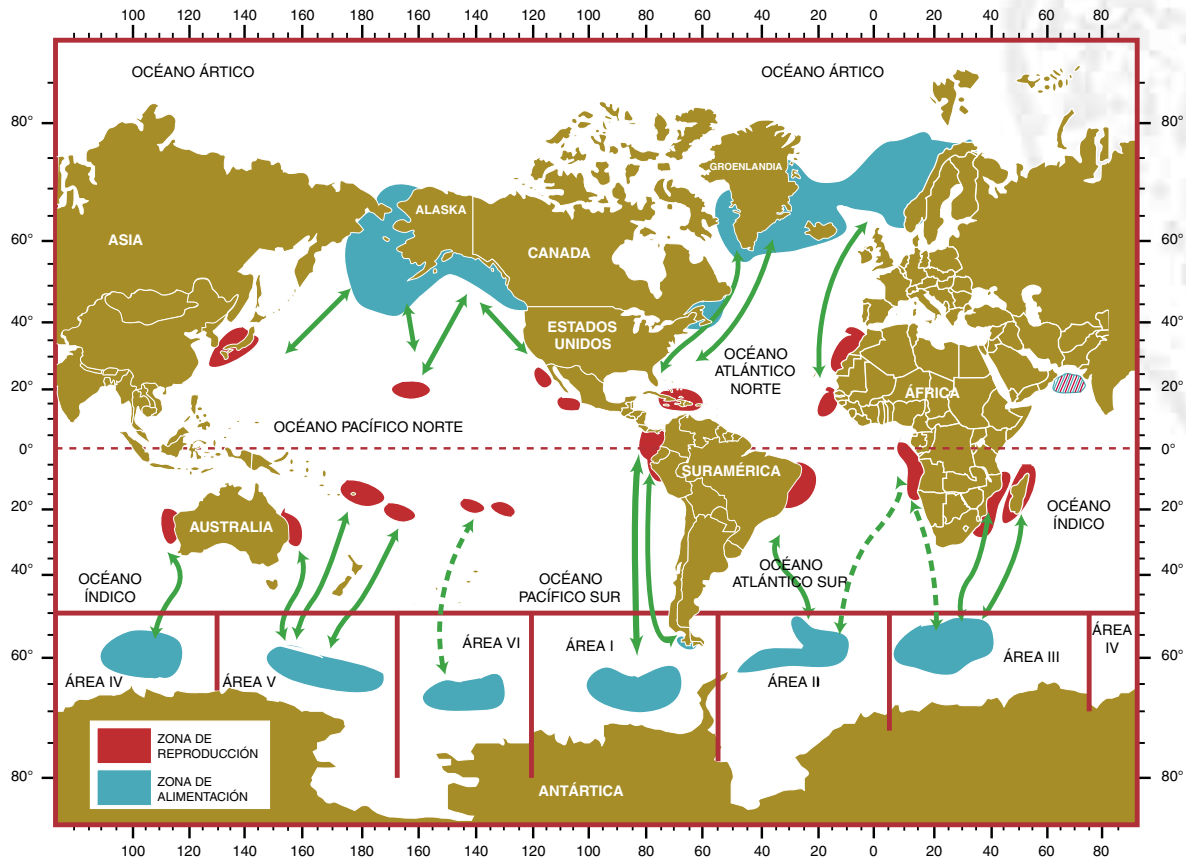 100 120 140 160 180 160 140 120 100 80 60 40 20 0 20 40 60 80
OCÉANO ÁRTICO
OCÉANO ÁRTICO
80°
80°
GROENLANDIA
ALASKA
ASIA
CANADA
60°
60°
40°
40°
ESTADOS
UNIDOS
OCÉANO
ATLÁNTICO
NORTE
20°
20°
ÁFRICA
OCÉANO PACÍFICO NORTE
0°
0°
SURAMÉRICA
20°
20°
AUSTRALIA
OCÉANO
ÍNDICO
40°
40°
OCÉANO
ÍNDICO
OCÉANO
PACÍFICO SUR
OCÉANO
ATLÁNTICO SUR
60°
60°
ÁREA IV
ÁREA V
ÁREA VI
ÁREA I
ÁREA II
ÁREA III
ÁREA
IV
ZONA DE
REPRODUCCIÓN
ZONA DE
ALIMENTACIÓN
80°
80°
ANTÁRTICA
100 120 140 160 180 160 140 120 100 80 60 40 20 0 20 40 60 80